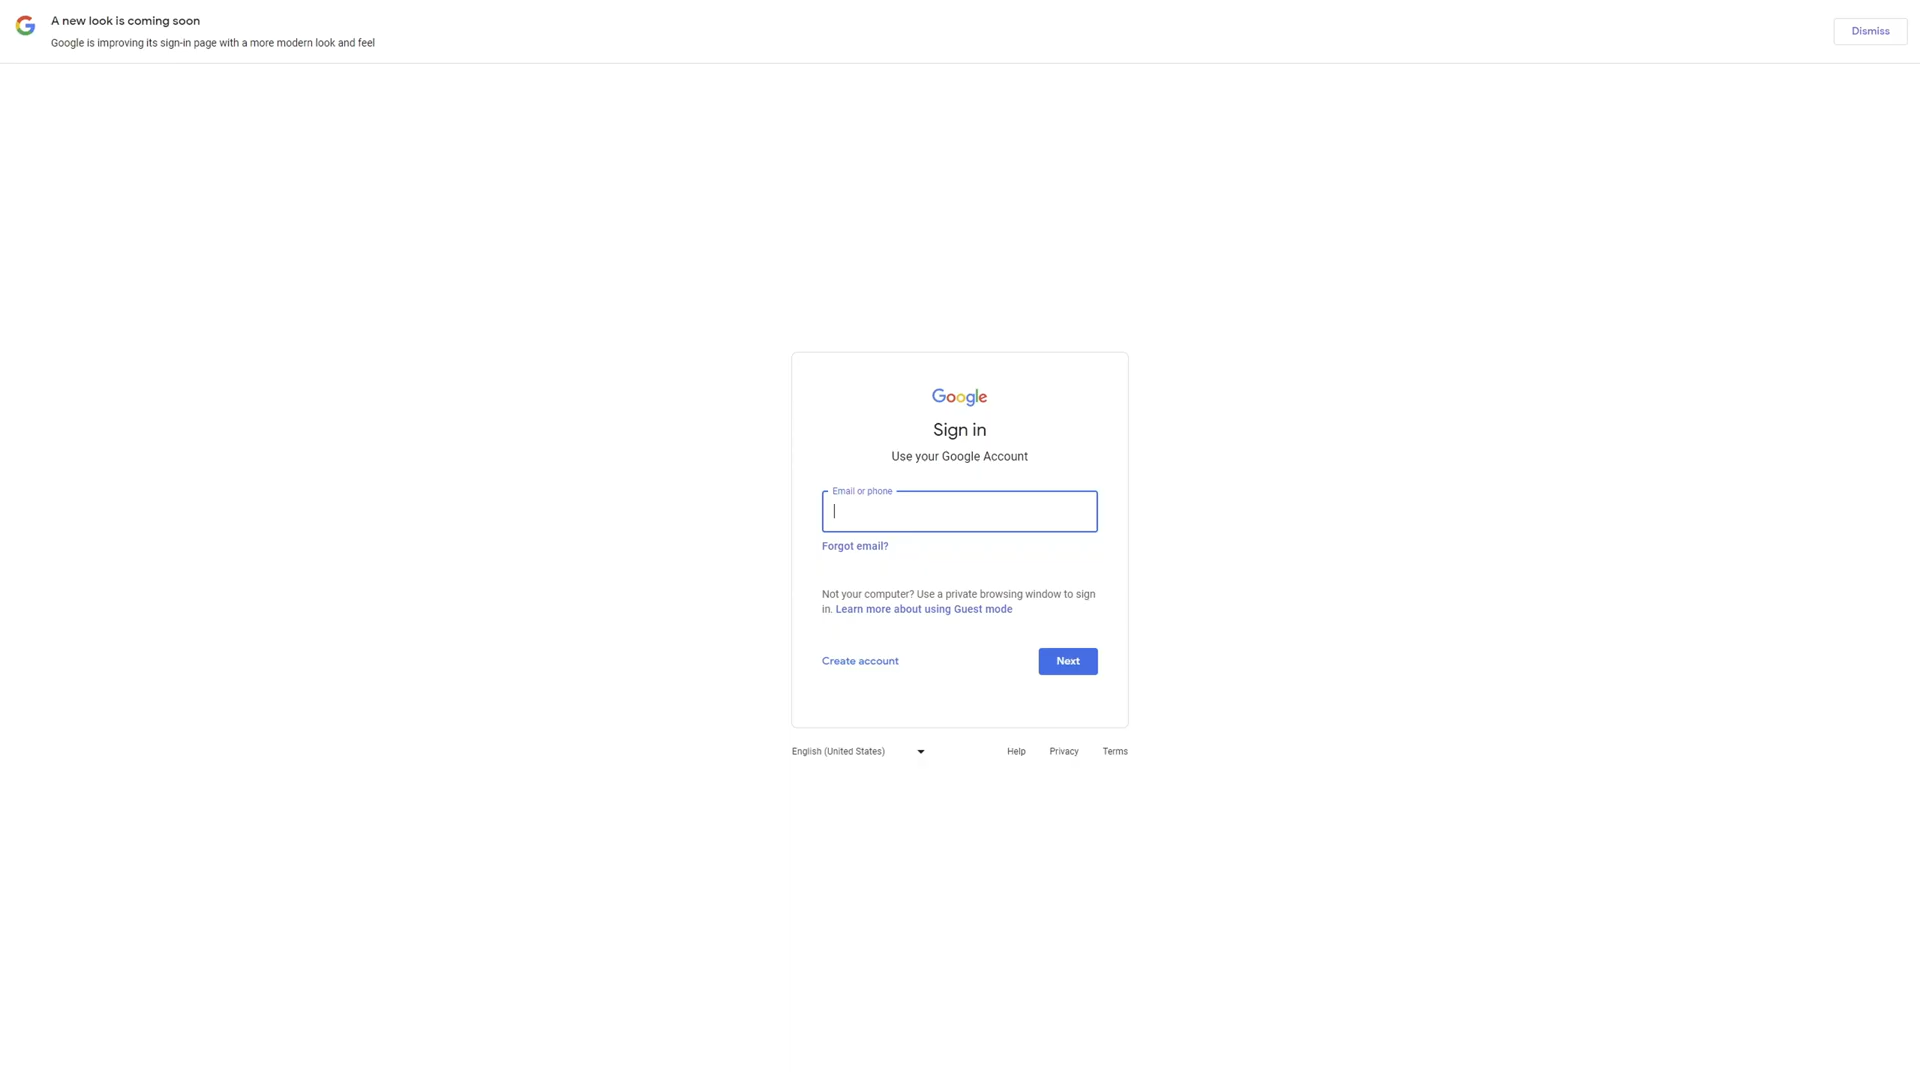 A new look is coming soon
Google is improving its sign-in page with a more modern look and feel
Dismiss
Google
Sign in
Use your Google Account
Email or phone
Forgot email?
Not your computer? Use a private browsing window to sign
in. Learn more about using Guest mode
Create account
Next
English (United States)
Help
Privacy
Terms